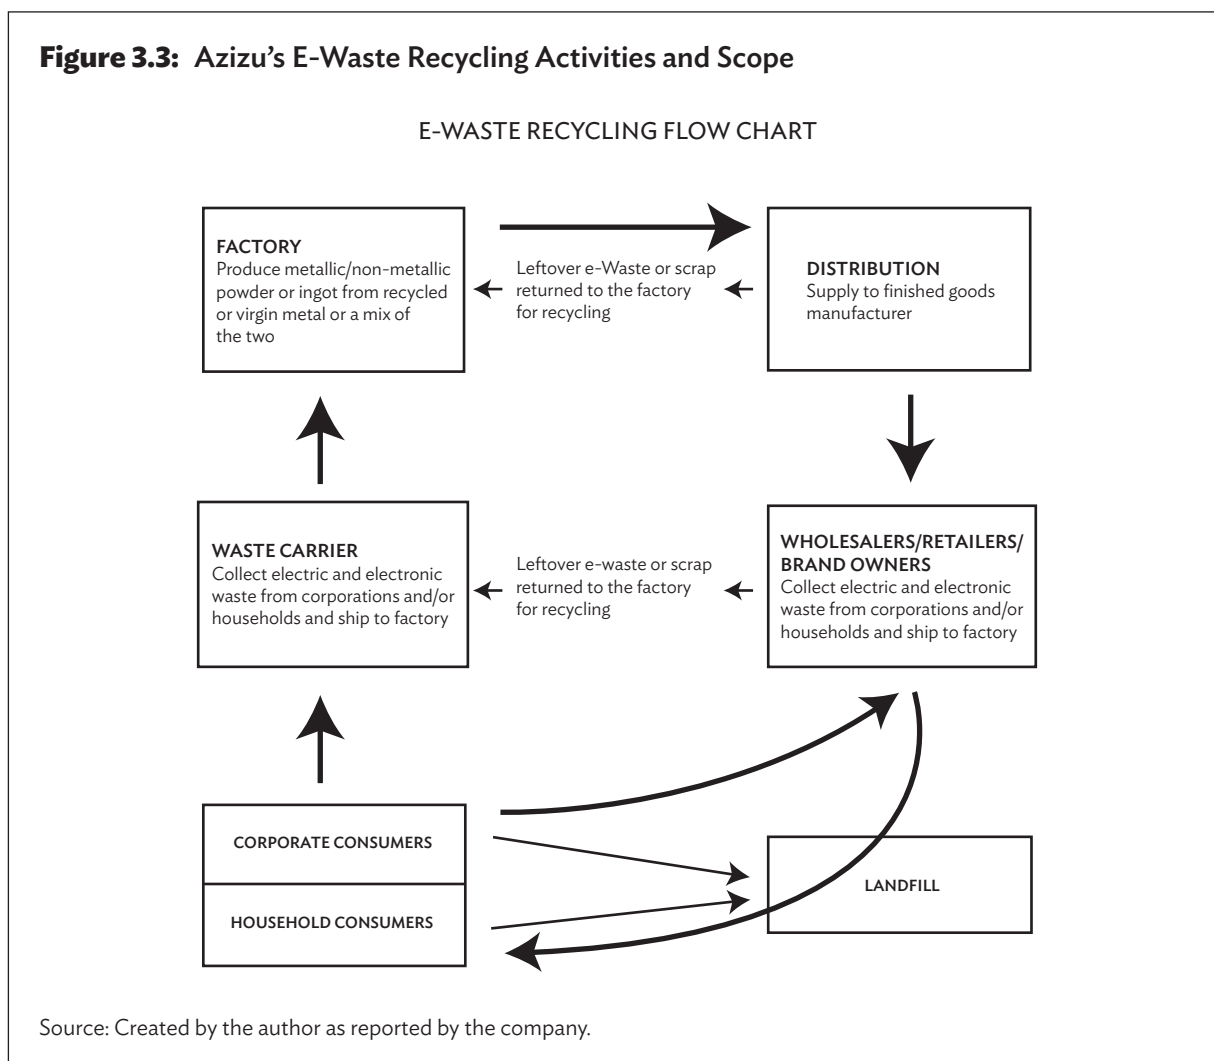 Figure 3.3: Azizu’s E-Waste Recycling Activities and Scope
E-WASTE RECYCLING FLOW CHART
FACTORY
Produce metallic/non-metallic
powder or ingot from recycled
or virgin metal or a mix of
the two
Leftover e-Waste or scrap
returned to the factory
for recycling
DISTRIBUTION
Supply to finished goods
manufacturer
WASTE CARRIER
Collect electric and electronic
waste from corporations and/or
households and ship to factory
Leftover e-waste or scrap
returned to the factory
for recycling
WHOLESALERS/RETAILERS/
BRAND OWNERS
Collect electric and electronic
waste from corporations and/or
households and ship to factory
CORPORATE CONSUMERS
HOUSEHOLD CONSUMERS
LANDFILL
Source: Created by the author as reported by the company.